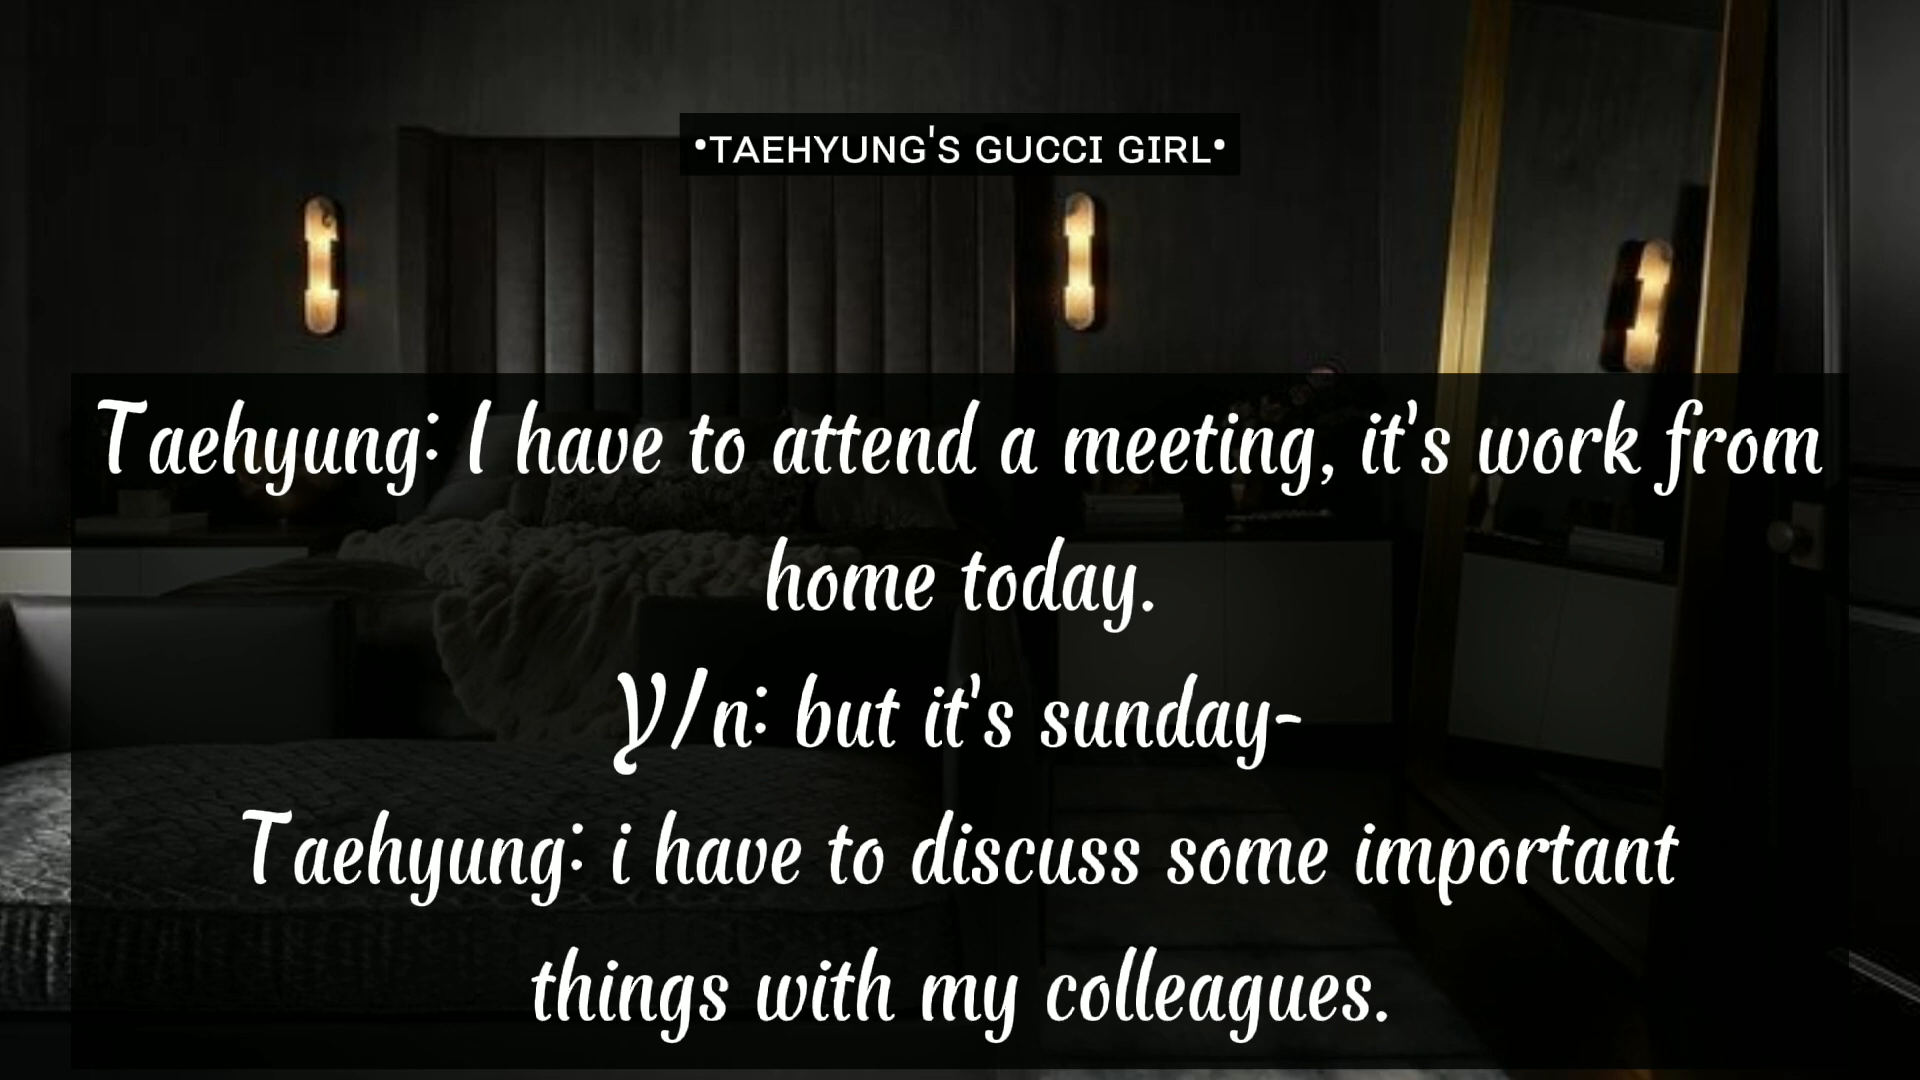 •TAEHYUNG'S GUCCI GIRL•
Taehyung: I have to attend a meeting, it's work from
home today.
Y/n: but it's sunday-
Taehyung: i have to discuss some important
things with my colleagues.